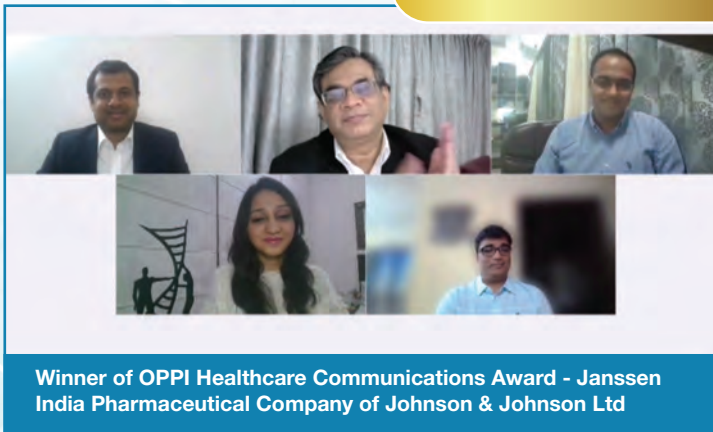 Winner of OPPI Healthcare Communications Award - Janssen
India Pharmaceutical Company of Johnson & Johnson Ltd